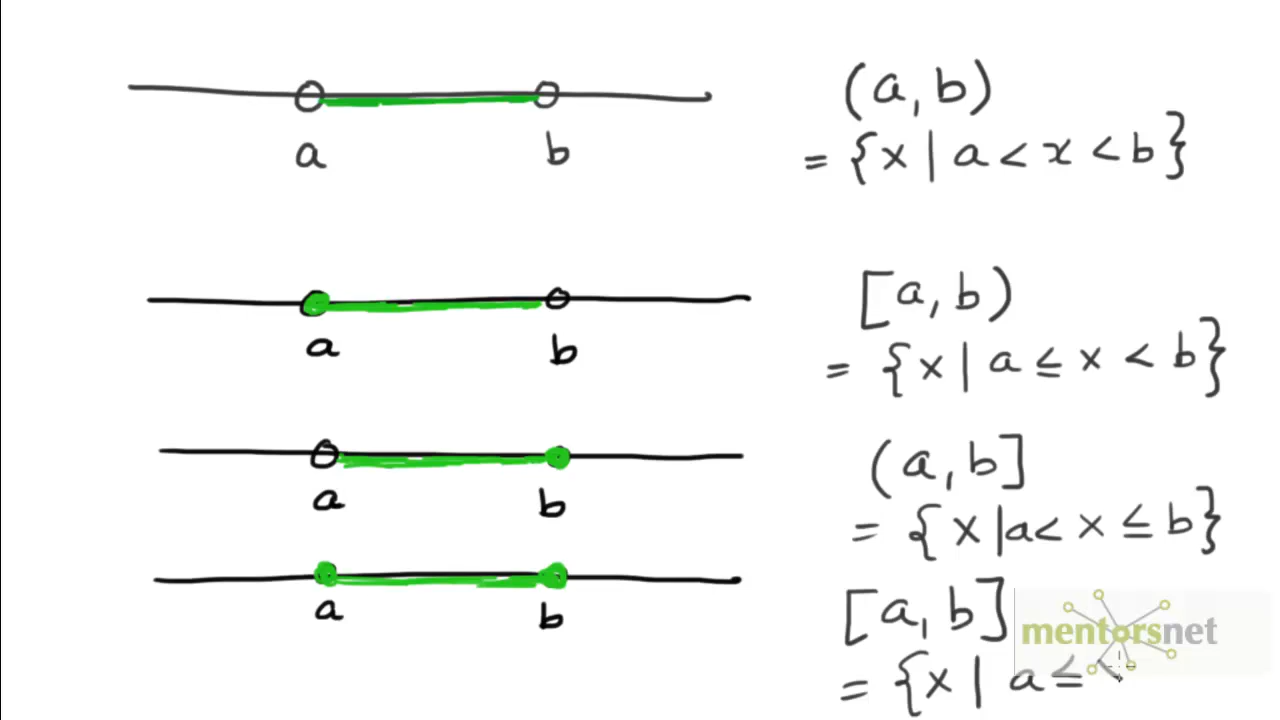 (a, b)
a b
= {x | a < x < b}
[a, b)
a b
= {x | a ≤ x < b}
(a, b]
a b
= {x | a < x ≤ b}
[a, b]
a b
mentorsnet
= {x | a ≤